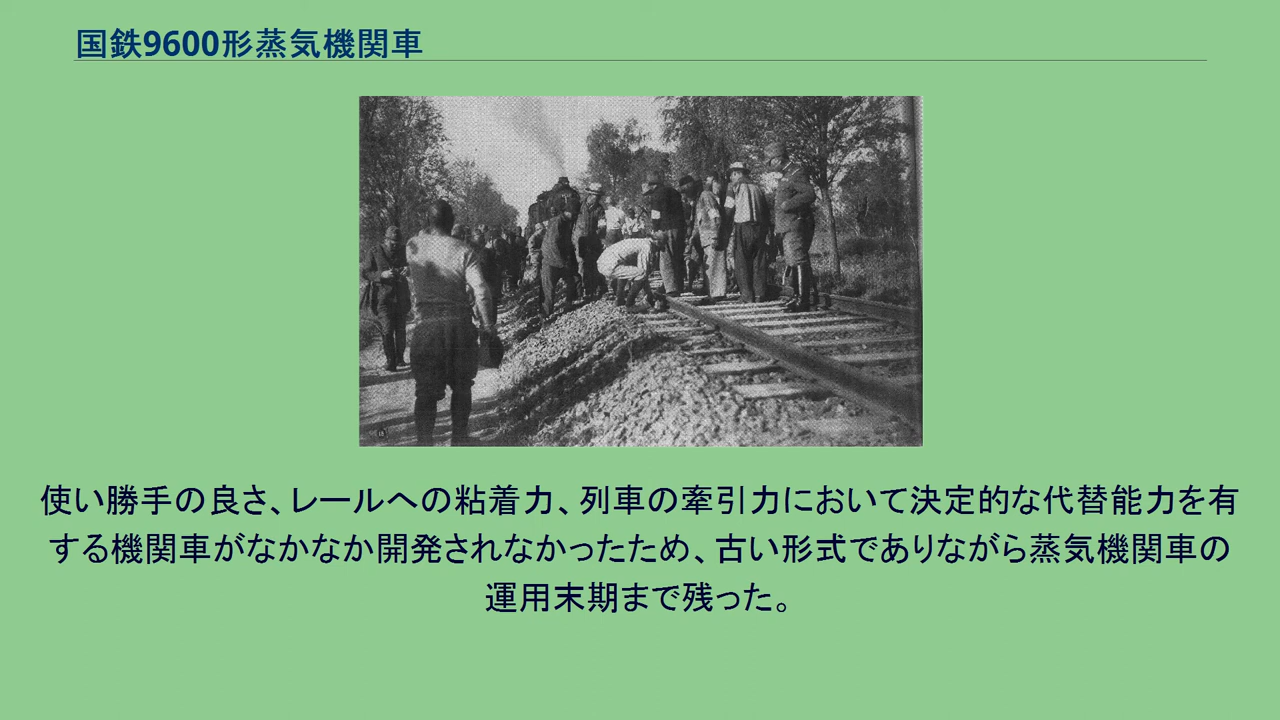 国鉄9600形蒸気機関車
使い勝手の良さ、レールへの粘着力、列車の牽引力において決定的な代替能力を有
する機関車がなかなか開発されなかったため、古い形式でありながら蒸気機関車の
運用末期まで残った。